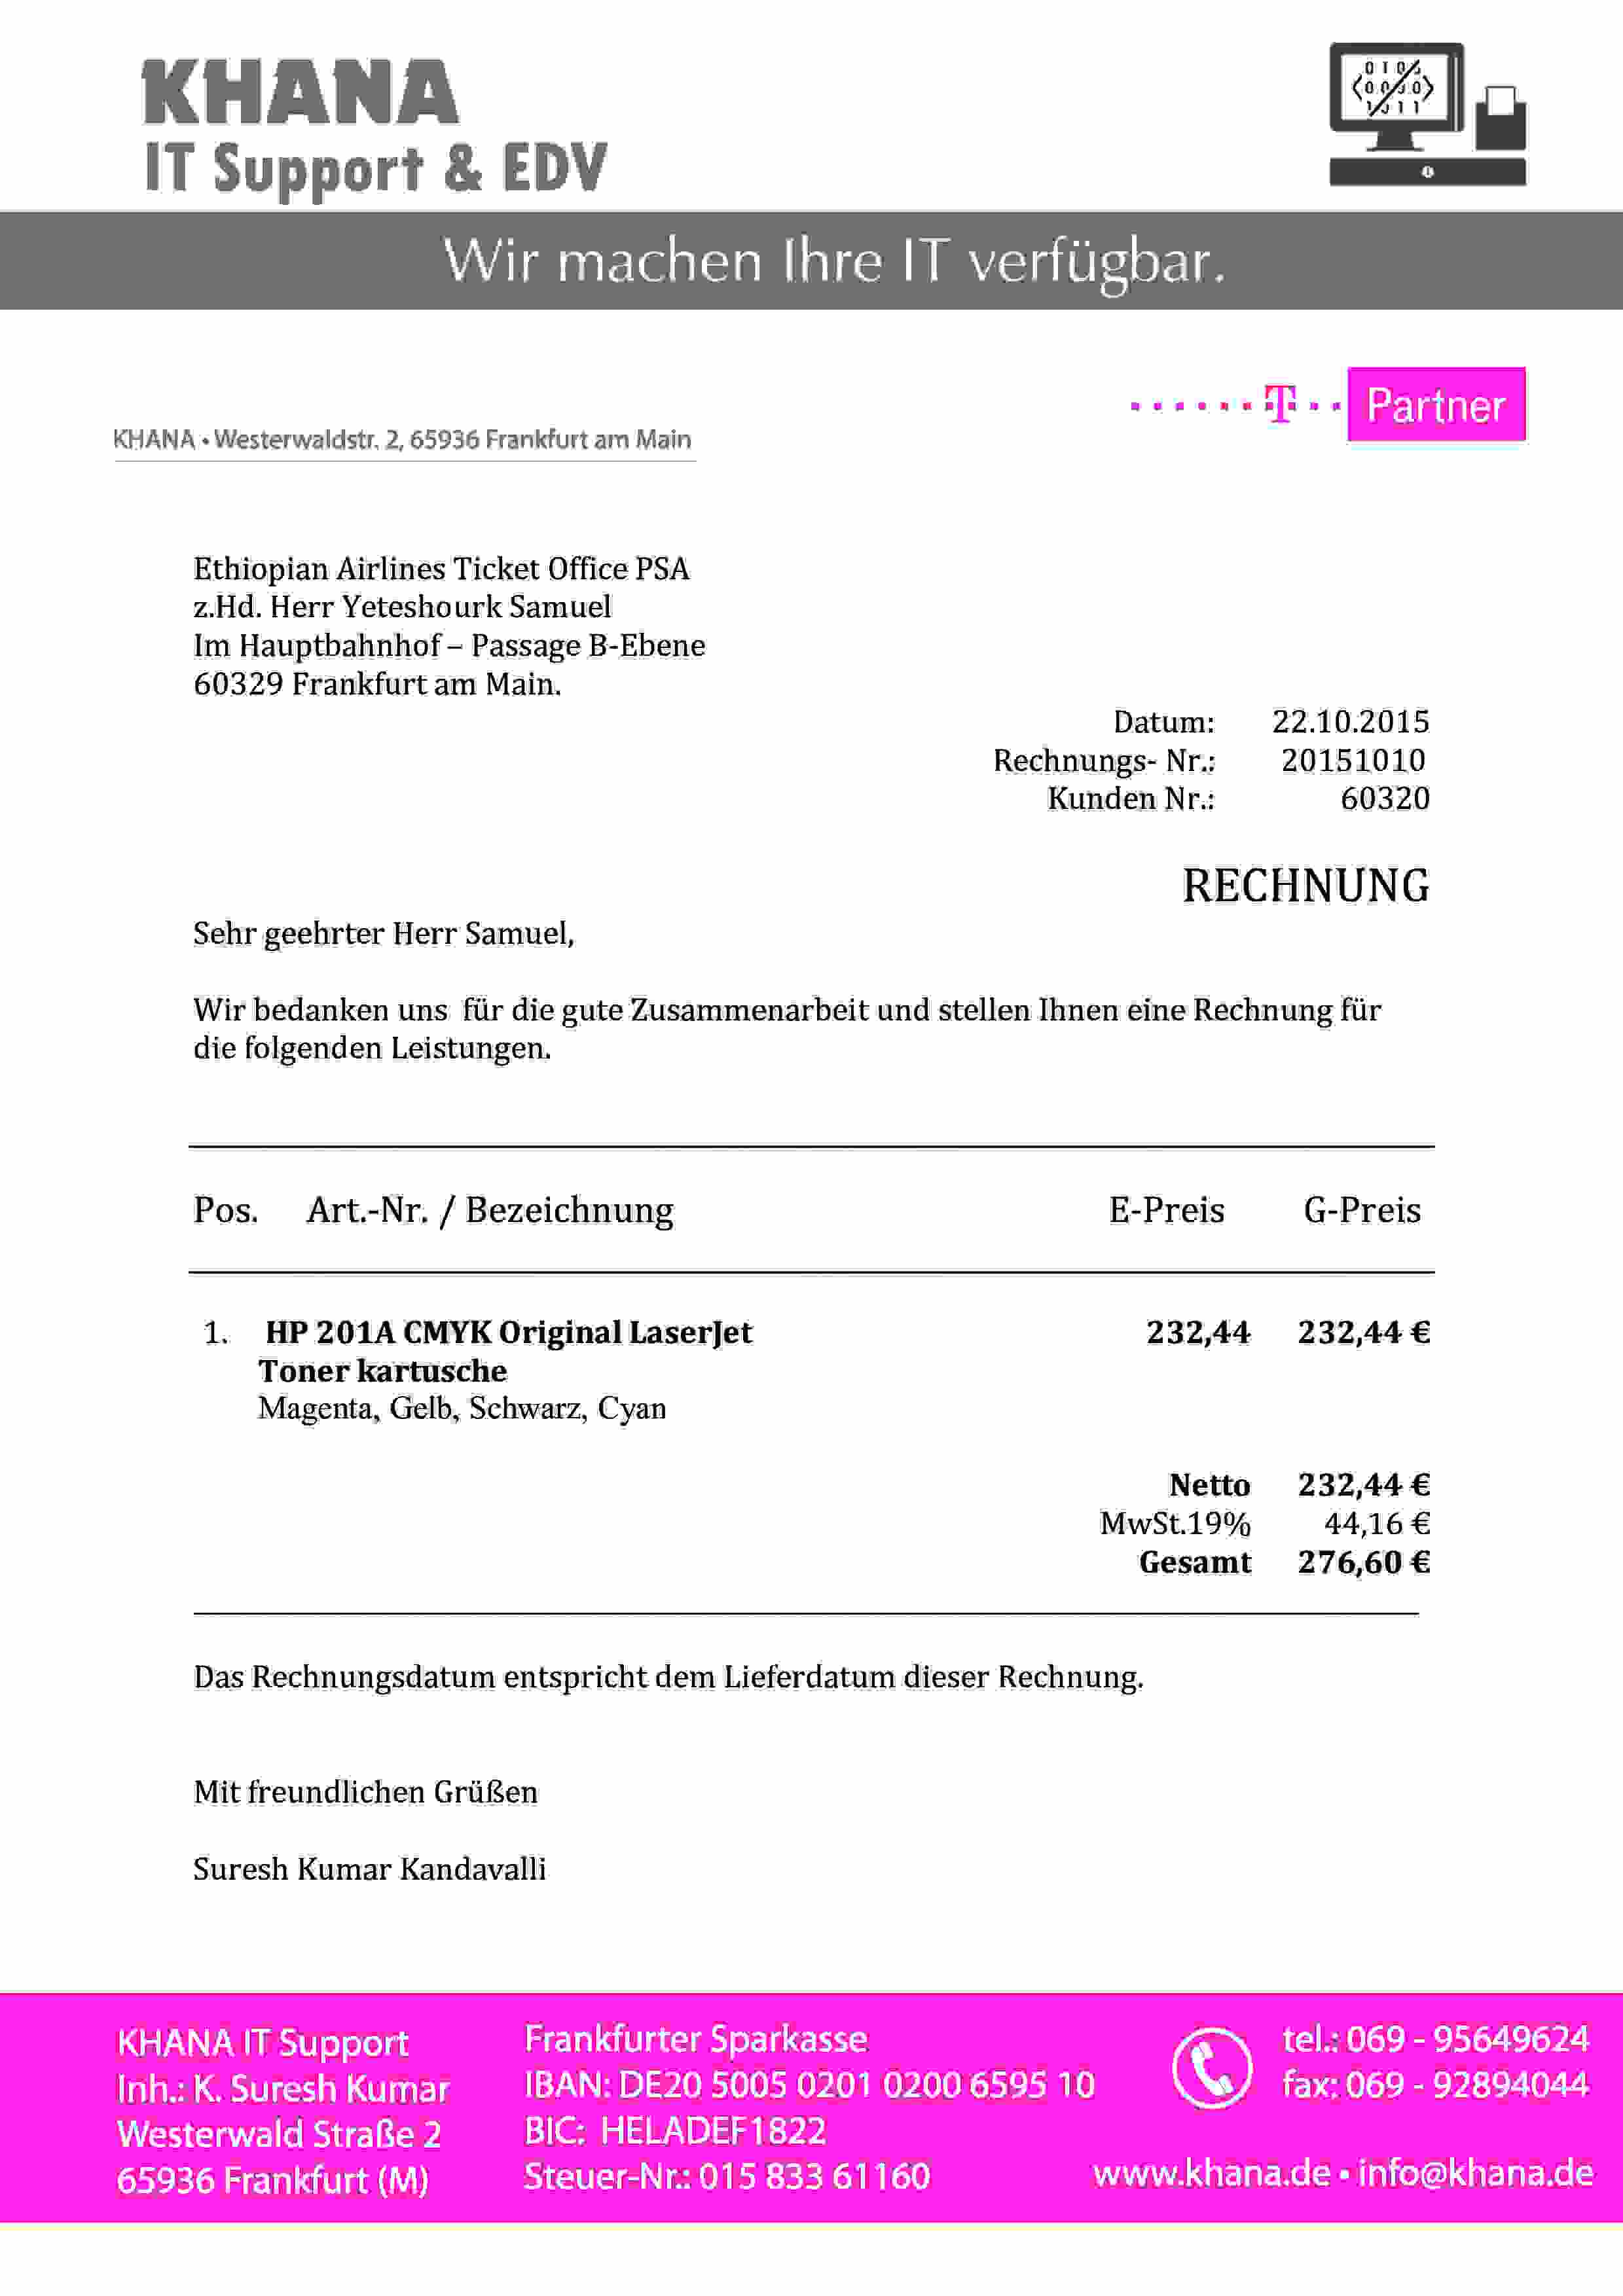 KHANA
IT Support & EDV
Wir machen Ihre IT verfügbar.
T Partner
KHANA • Westerwaldstr. 2, 65936 Frankfurt am Main
Ethiopian Airlines Ticket Office PSA
z.Hd. Herr Yeteshourk Samuel
Im Hauptbahnhof – Passage B-Ebene
60329 Frankfurt am Main.
Datum: 22.10.2015
Rechnungs- Nr.: 20151010
Kunden Nr.: 60320
RECHNUNG
Sehr geehrter Herr Samuel,
Wir bedanken uns für die gute Zusammenarbeit und stellen Ihnen eine Rechnung für
die folgenden Leistungen.
Pos. Art.-Nr. / Bezeichnung E-Preis G-Preis
1. HP 201A CMYK Original LaserJet 232,44 232,44 €
Toner kartusche
Magenta, Gelb, Schwarz, Cyan
Netto 232,44 €
MwSt.19% 44,16 €
Gesamt 276,60 €
Das Rechnungsdatum entspricht dem Lieferdatum dieser Rechnung.
Mit freundlichen Grüßen
Suresh Kumar Kandavalli
KHANA IT Support
Inh.: K. Suresh Kumar
Westerwald Straße 2
65936 Frankfurt (M)
Frankfurter Sparkasse
IBAN: DE20 5005 0201 0200 6595 10
BIC: HELADEF1822
Steuer-Nr.: 015 833 61160
tel.: 069 - 95649624
fax: 069 - 92894044
www.khana.de • info@khana.de